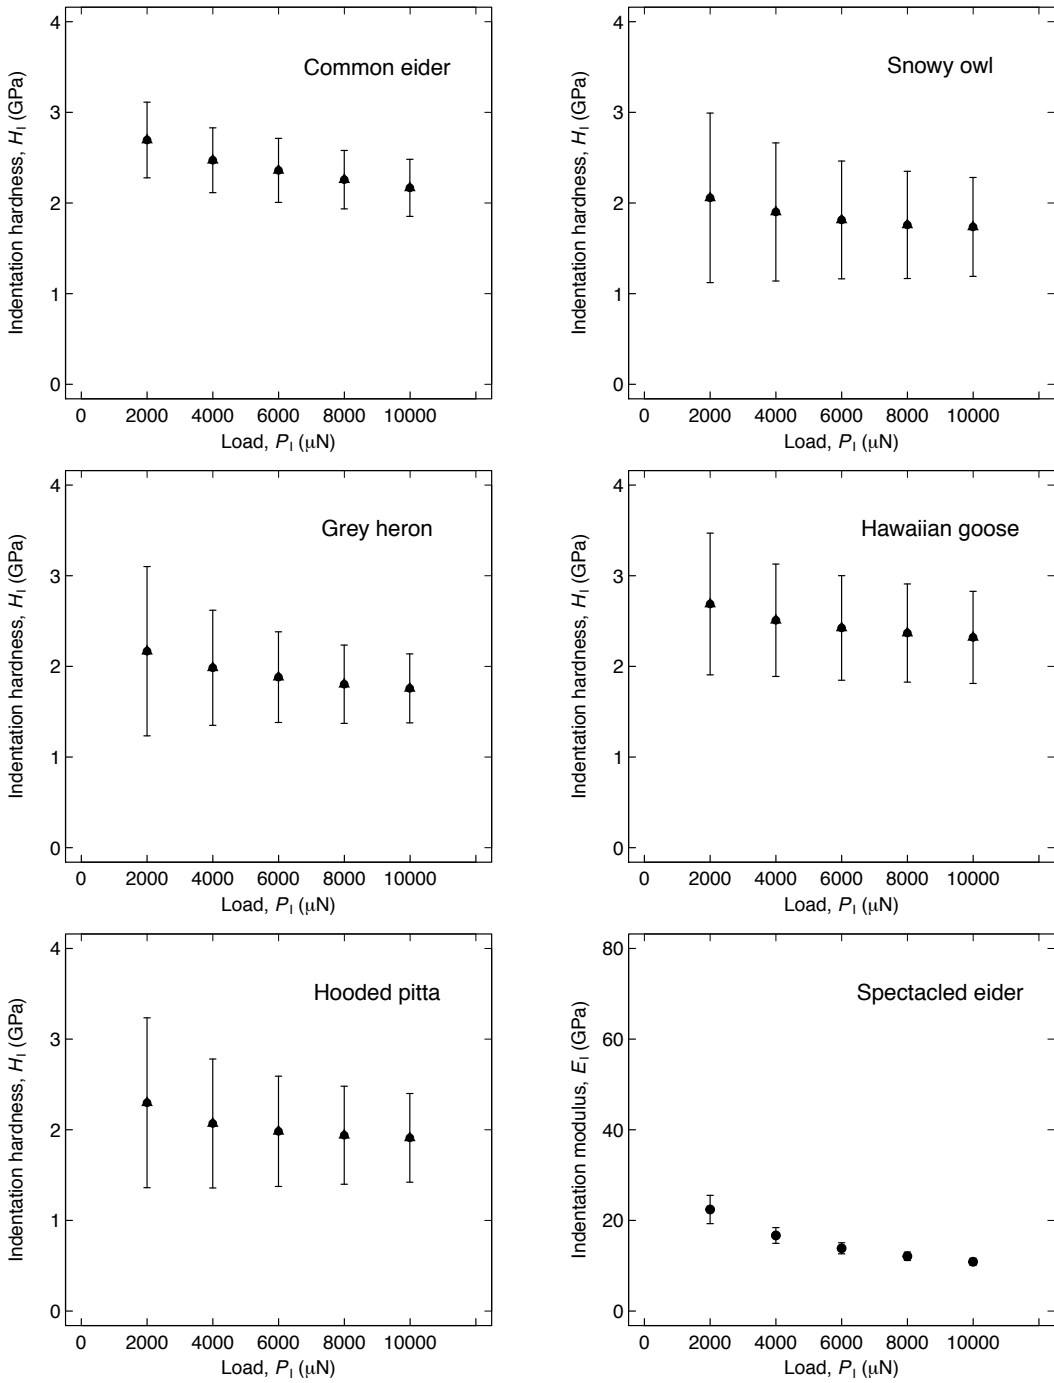 Common eider
Indentation hardness, H_I (GPa)
4
3
2
1
0
0 2000 4000 6000 8000 10000
Load, P_I (μN)
Snowy owl
Indentation hardness, H_I (GPa)
4
3
2
1
0
0 2000 4000 6000 8000 10000
Load, P_I (μN)
Grey heron
Indentation hardness, H_I (GPa)
4
3
2
1
0
0 2000 4000 6000 8000 10000
Load, P_I (μN)
Hawaiian goose
Indentation hardness, H_I (GPa)
4
3
2
1
0
0 2000 4000 6000 8000 10000
Load, P_I (μN)
Hooded pitta
Indentation hardness, H_I (GPa)
4
3
2
1
0
0 2000 4000 6000 8000 10000
Load, P_I (μN)
Spectacled eider
Indentation modulus, E_I (GPa)
80
60
40
20
0
0 2000 4000 6000 8000 10000
Load, P_I (μN)